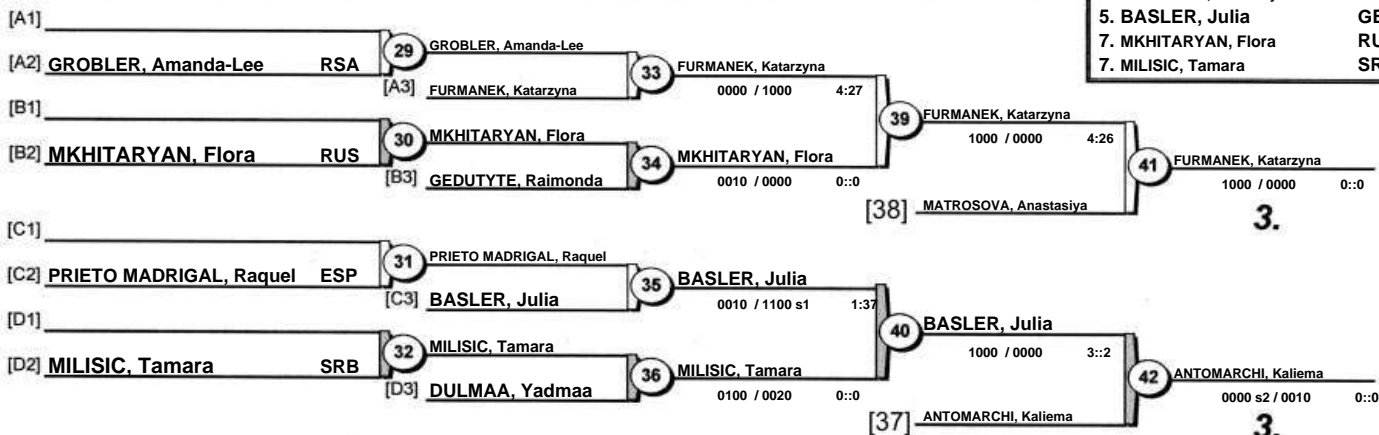 [A1]
[A2] GROBLER, Amanda-Lee RSA
29
GROBLER, Amanda-Lee
[A3] FURMANEK, Katarzyna
33
FURMANEK, Katarzyna
0000 / 1000 4:27
[B1]
[B2] MKHITARYAN, Flora RUS
30
MKHITARYAN, Flora
[B3] GEDUTYTE, Raimonda
34
MKHITARYAN, Flora
0010 / 0000 0::0
39
FURMANEK, Katarzyna
1000 / 0000 4:26
[38] MATROSOVA, Anastasiya
41
FURMANEK, Katarzyna
1000 / 0000 0::0
3.
[C1]
[C2] PRIETO MADRIGAL, Raquel ESP
31
PRIETO MADRIGAL, Raquel
[C3] BASLER, Julia
35
BASLER, Julia
0010 / 1100 s1 1:37
[D1]
[D2] MILISIC, Tamara SRB
32
MILISIC, Tamara
[D3] DULMAA, Yadmaa
36
MILISIC, Tamara
0100 / 0020 0::0
40
BASLER, Julia
1000 / 0000 3::2
[37] ANTOMARCHI, Kaliema
42
ANTOMARCHI, Kaliema
0000 s2 / 0010 0::0
3.
5. BASLER, Julia
7. MKHITARYAN, Flora
7. MILISIC, Tamara